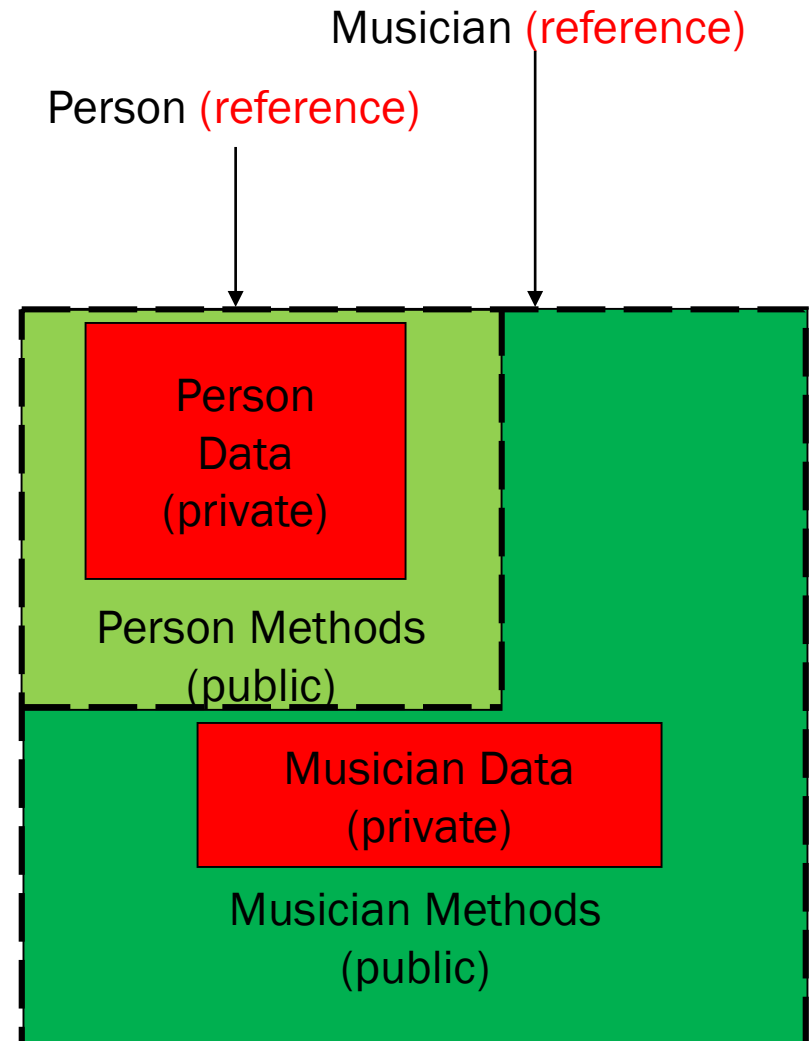 Musician (reference)
Person (reference)
Person
Data
(private)
Person Methods
(public)
Musician Data
(private)
Musician Methods
(public)